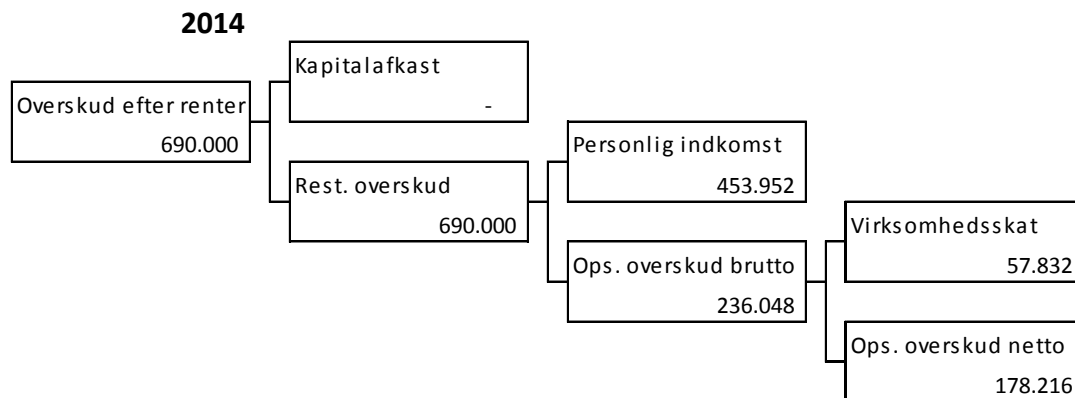 2014
Kapitalafkast
-
Overskud efter renter
690.000
Rest. overskud
690.000
Personlig indkomst
453.952
Ops. overskud brutto
236.048
Virksomhedsskat
57.832
Ops. overskud netto
178.216